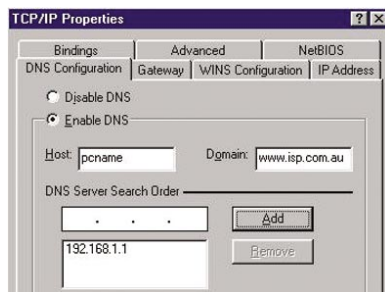 TCP/IP Properties
Bindings Advanced NetBIOS
DNS Configuration Gateway WINS Configuration IP Address
Disable DNS
Enable DNS
Host: pcname Domain: www.isp.com.au
DNS Server Search Order
. . . Add
192.168.1.1 Remove